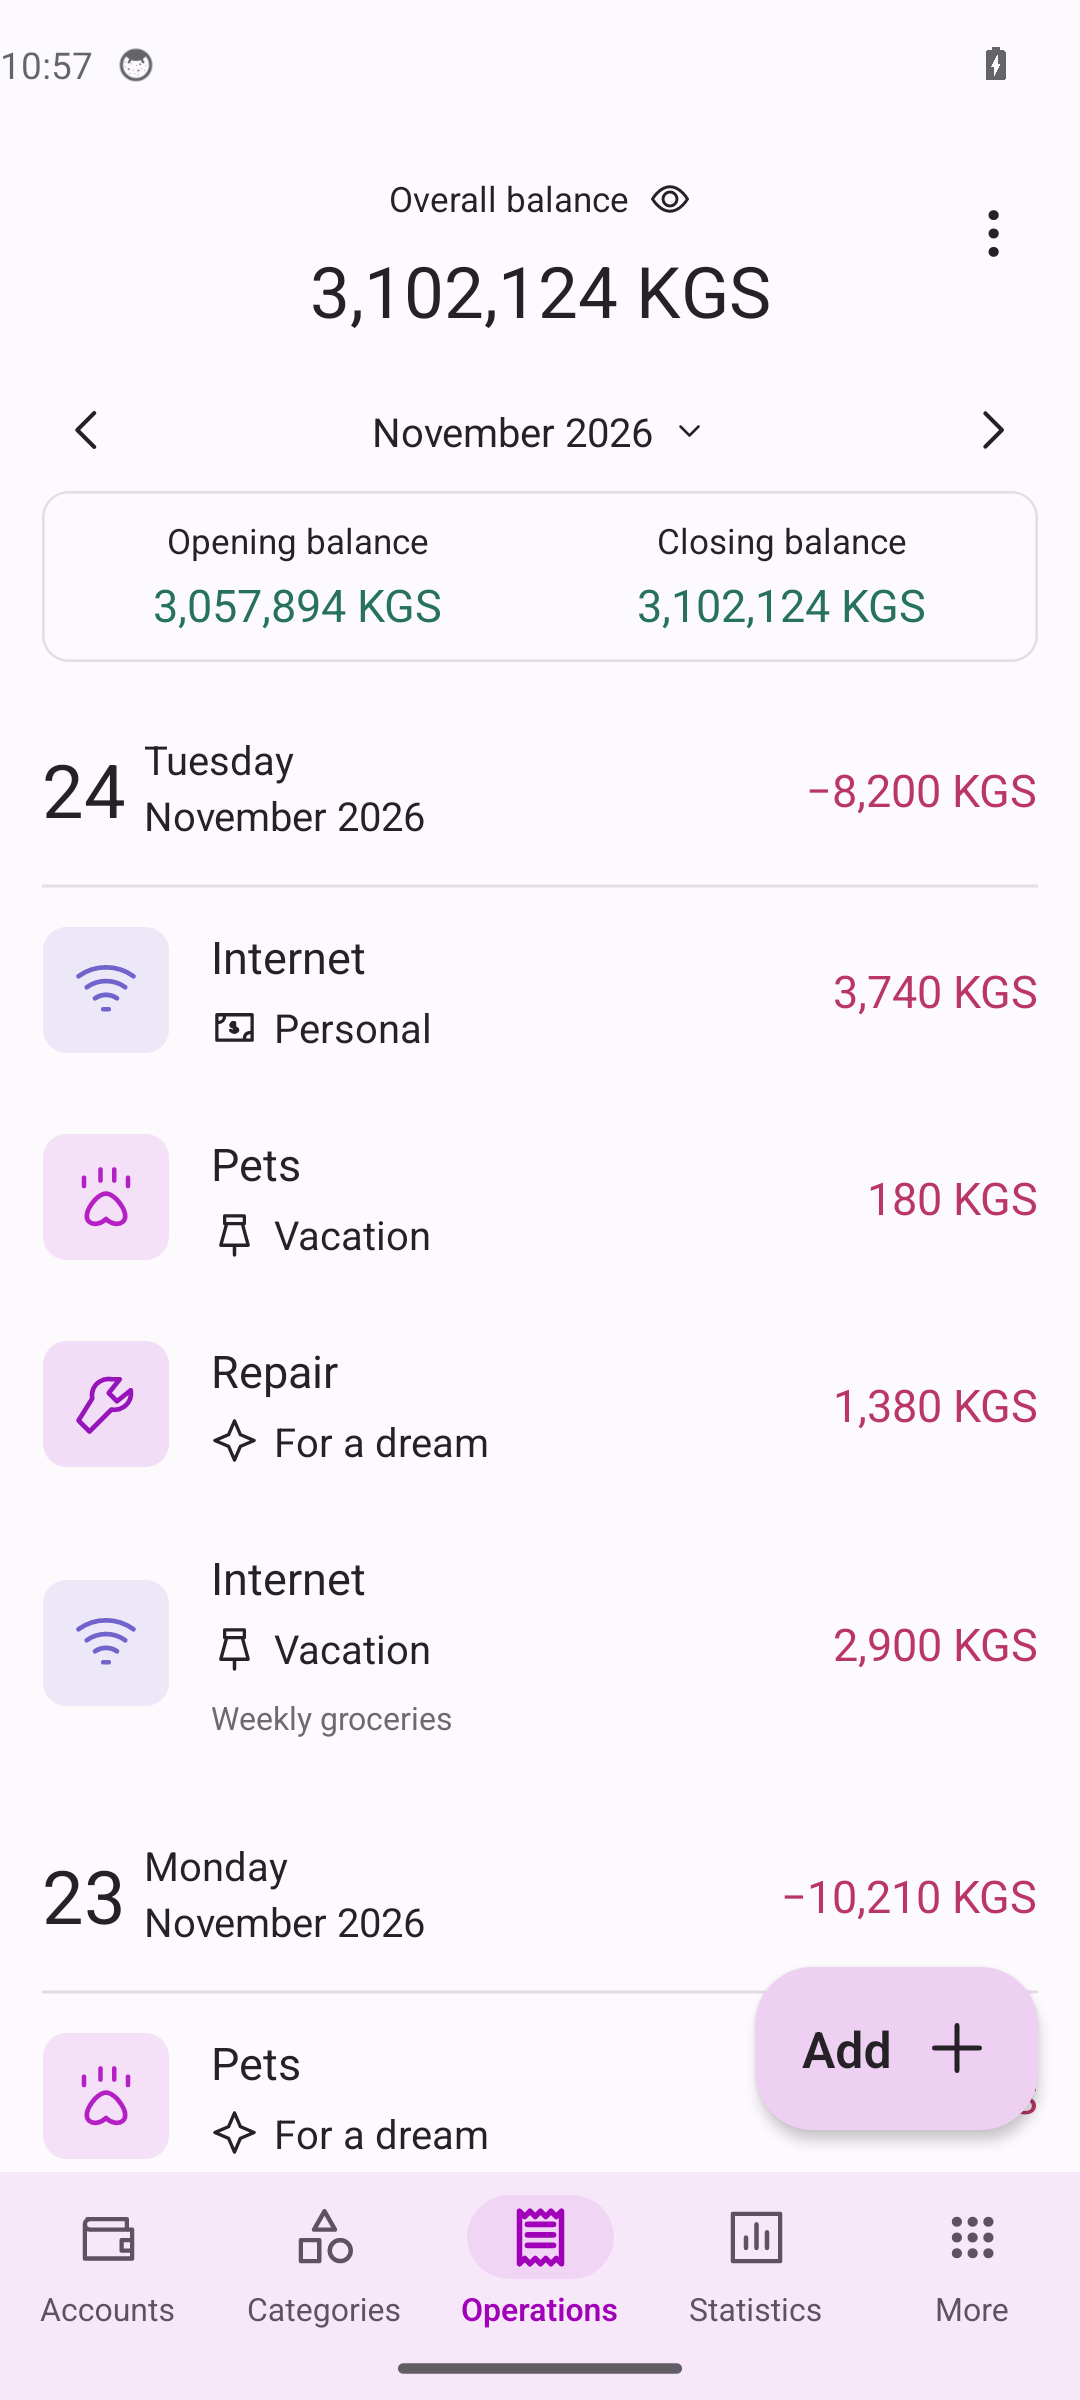 10:57
Overall balance
3,102,124 KGS
November 2026
Opening balance
3,057,894 KGS
Closing balance
3,102,124 KGS
24
Tuesday
November 2026
−8,200 KGS
Internet
Personal
3,740 KGS
Pets
Vacation
180 KGS
Repair
For a dream
1,380 KGS
Internet
Vacation
Weekly groceries
2,900 KGS
23
Monday
November 2026
−10,210 KGS
Pets
For a dream
Add
Accounts
Categories
Operations
Statistics
More